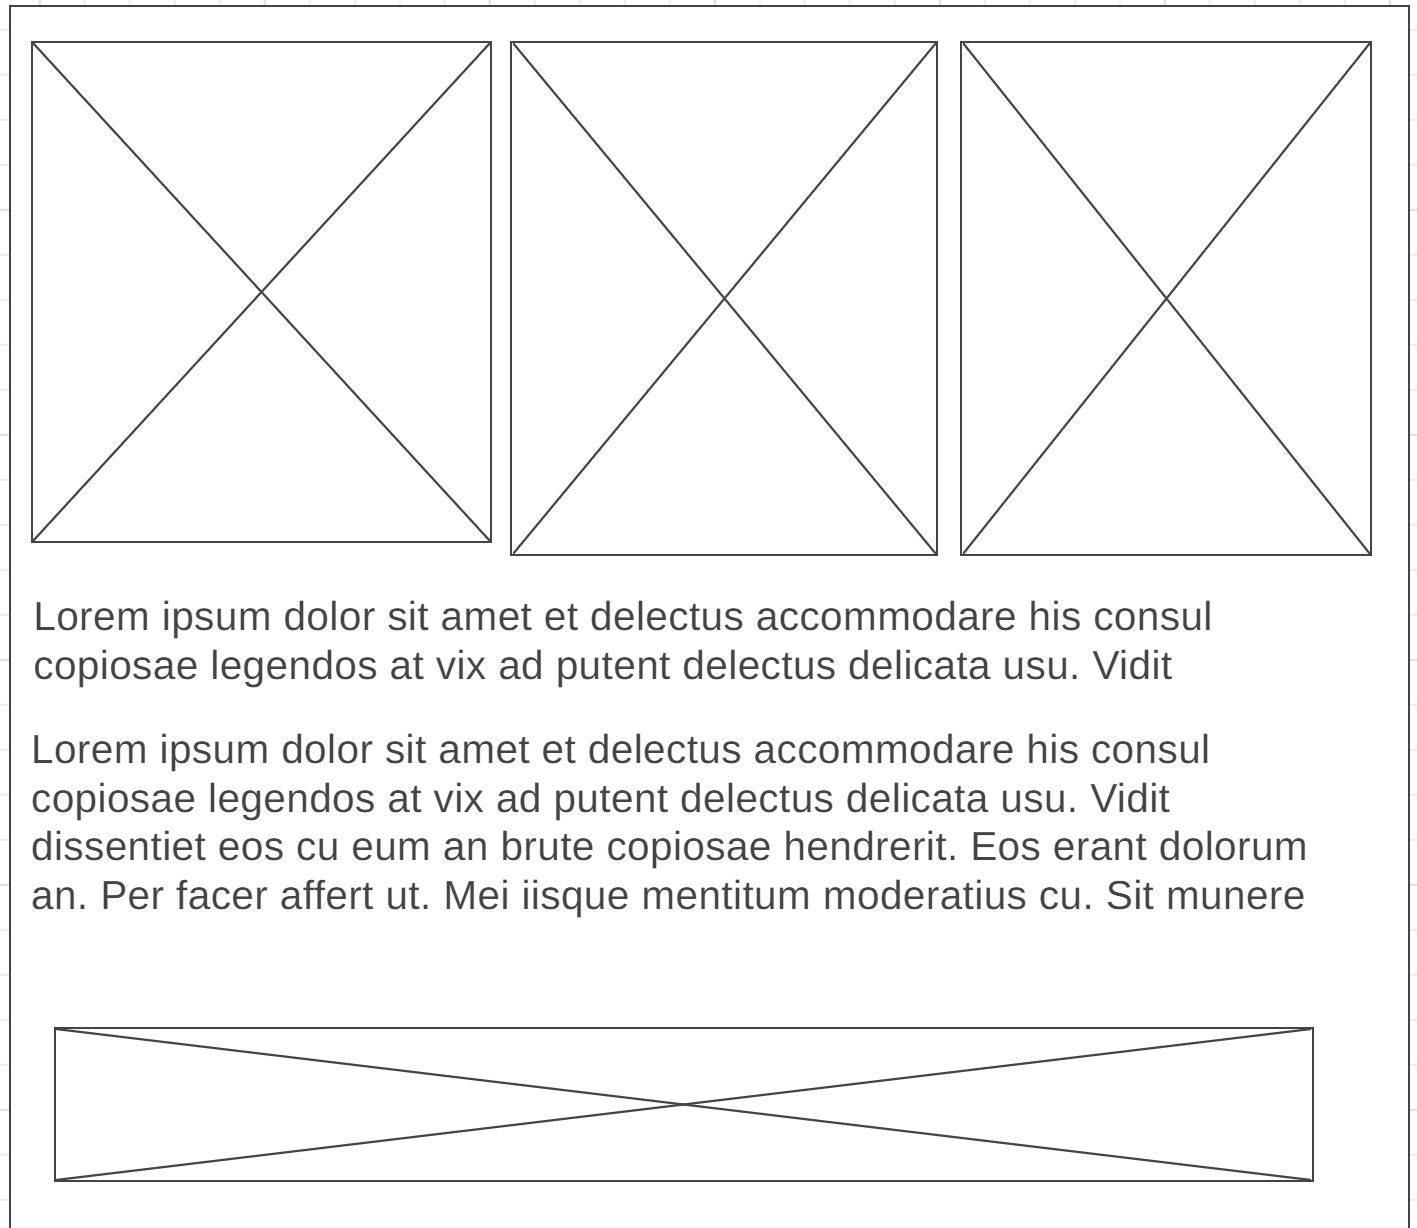 Lorem ipsum dolor sit amet et delectus accommodare his consul
copiosae legendos at vix ad putent delectus delicata usu. Vidit
Lorem ipsum dolor sit amet et delectus accommodare his consul
copiosae legendos at vix ad putent delectus delicata usu. Vidit
dissentiet eos cu eum an brute copiosae hendrerit. Eos erant dolorum
an. Per facer affert ut. Mei iisque mentitum moderatius cu. Sit munere